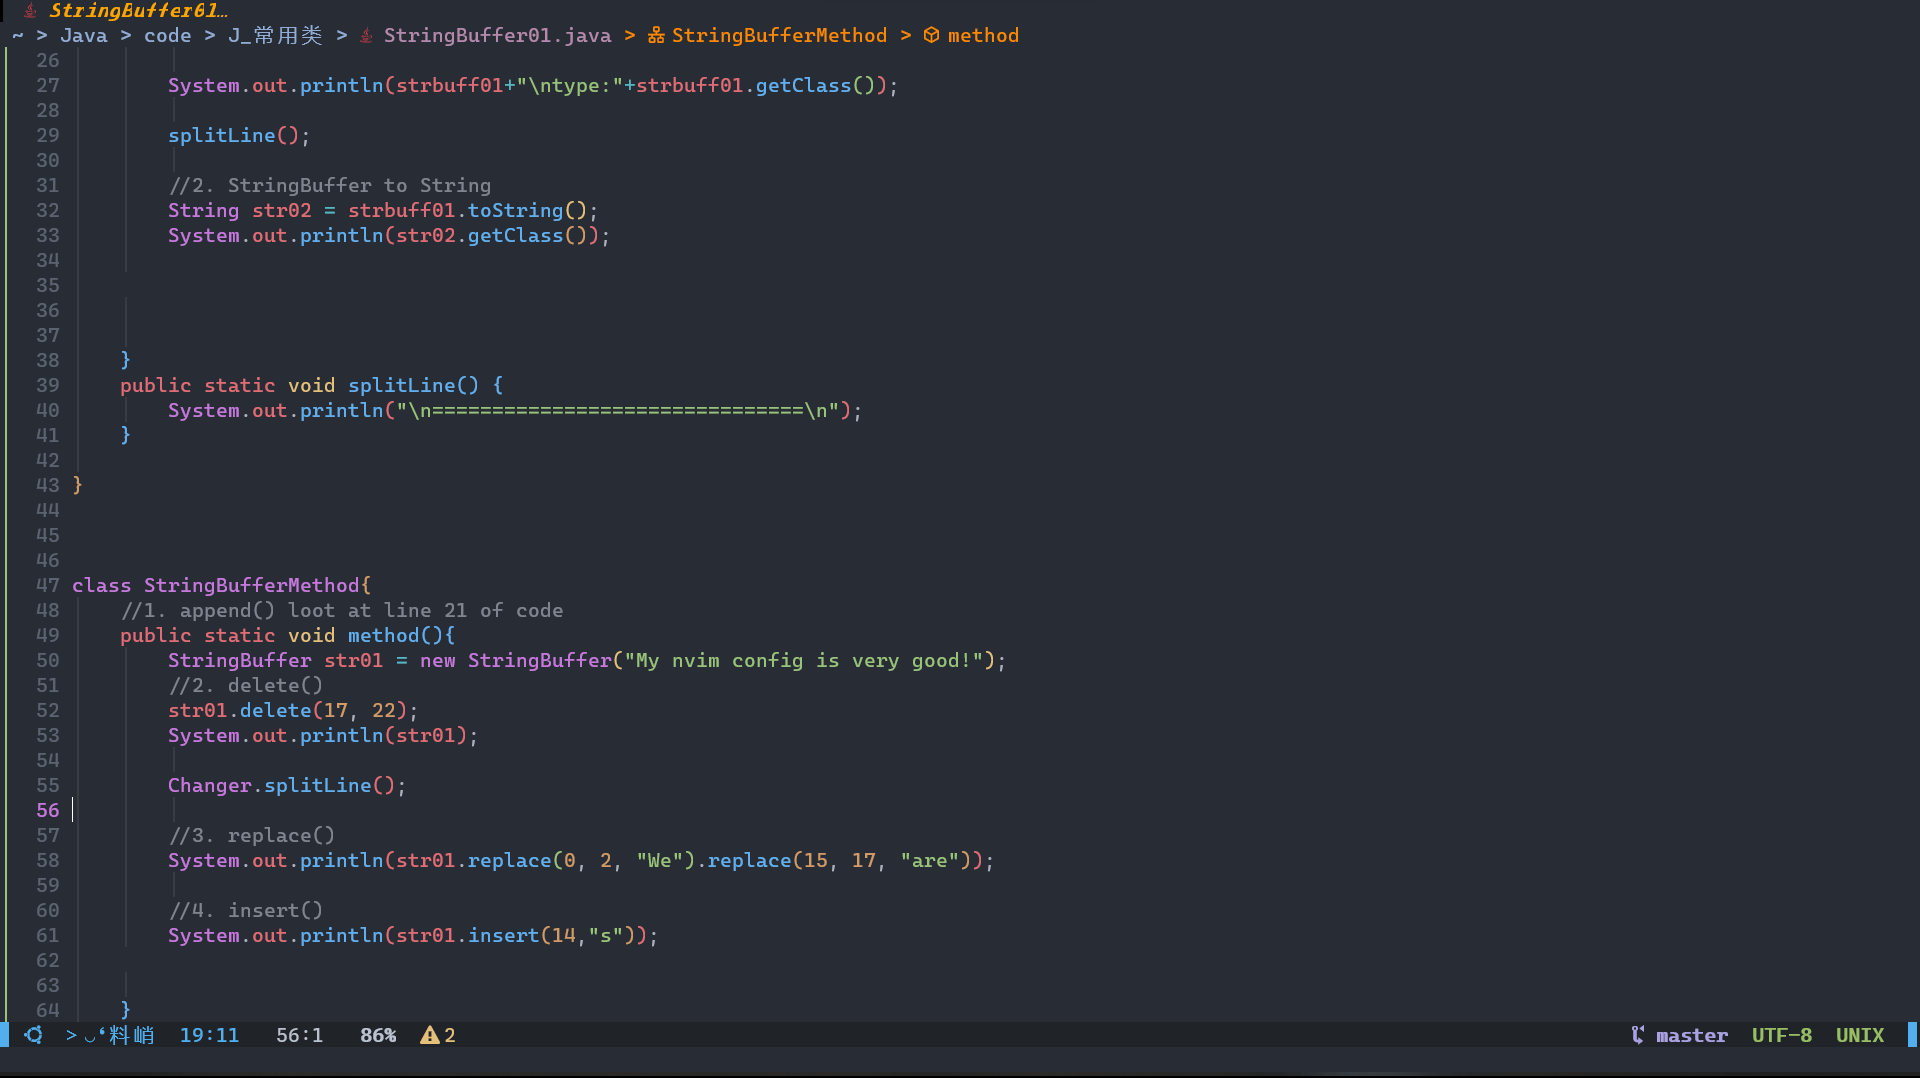 StringBuffer01…
~ > Java > code > J_常用类 > StringBuffer01.java > StringBufferMethod > method
26
27 System.out.println(strbuff01+"\ntype:"+strbuff01.getClass());
28
29 splitLine();
30
31 //2. StringBuffer to String
32 String str02 = strbuff01.toString();
33 System.out.println(str02.getClass());
34
35
36
37
38 }
39 public static void splitLine() {
40 System.out.println("\n===============================\n");
41 }
42
43 }
44
45
46
47 class StringBufferMethod{
48 //1. append() loot at line 21 of code
49 public static void method(){
50 StringBuffer str01 = new StringBuffer("My nvim config is very good!");
51 //2. delete()
52 str01.delete(17, 22);
53 System.out.println(str01);
54
55 Changer.splitLine();
56
57 //3. replace()
58 System.out.println(str01.replace(0, 2, "We").replace(15, 17, "are"));
59
60 //4. insert()
61 System.out.println(str01.insert(14,"s"));
62
63
64 }
> 料峭 19:11 56:1 86% 2 master UTF-8 UNIX